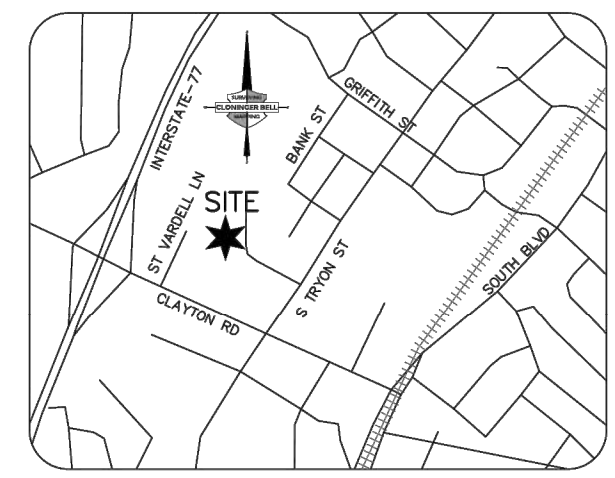 INTERSTATE-77
SURVEYING
CLONINGER BELL
MAPPING
GRIFFITH ST
BANK ST
ST VARDELL LN
SITE
S TRYON ST
SOUTH BLVD
CLAYTON RD